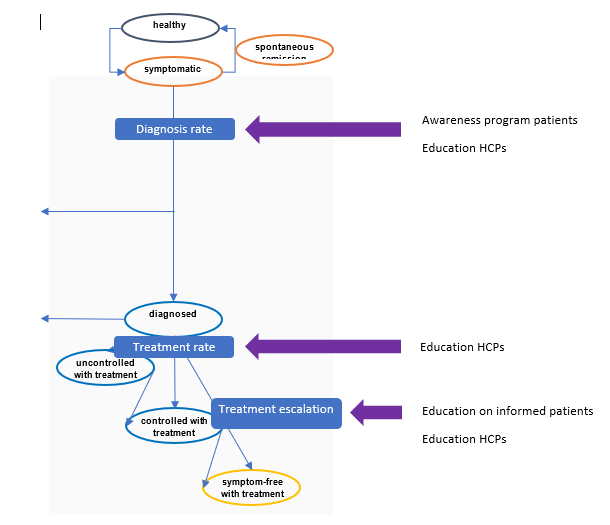 healthy
spontaneous
remission
symptomatic
Diagnosis rate
Awareness program patients
Education HCPs
diagnosed
Treatment rate
Education HCPs
uncontrolled
with treatment
Treatment escalation
Education on informed patients
controlled with
treatment
Education HCPs
symptom-free
with treatment